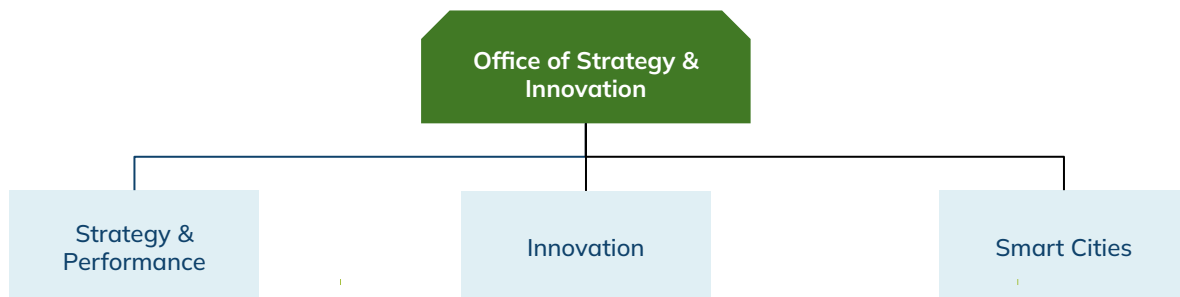 Office of Strategy &
Innovation
Strategy &
Performance
Innovation
Smart Cities